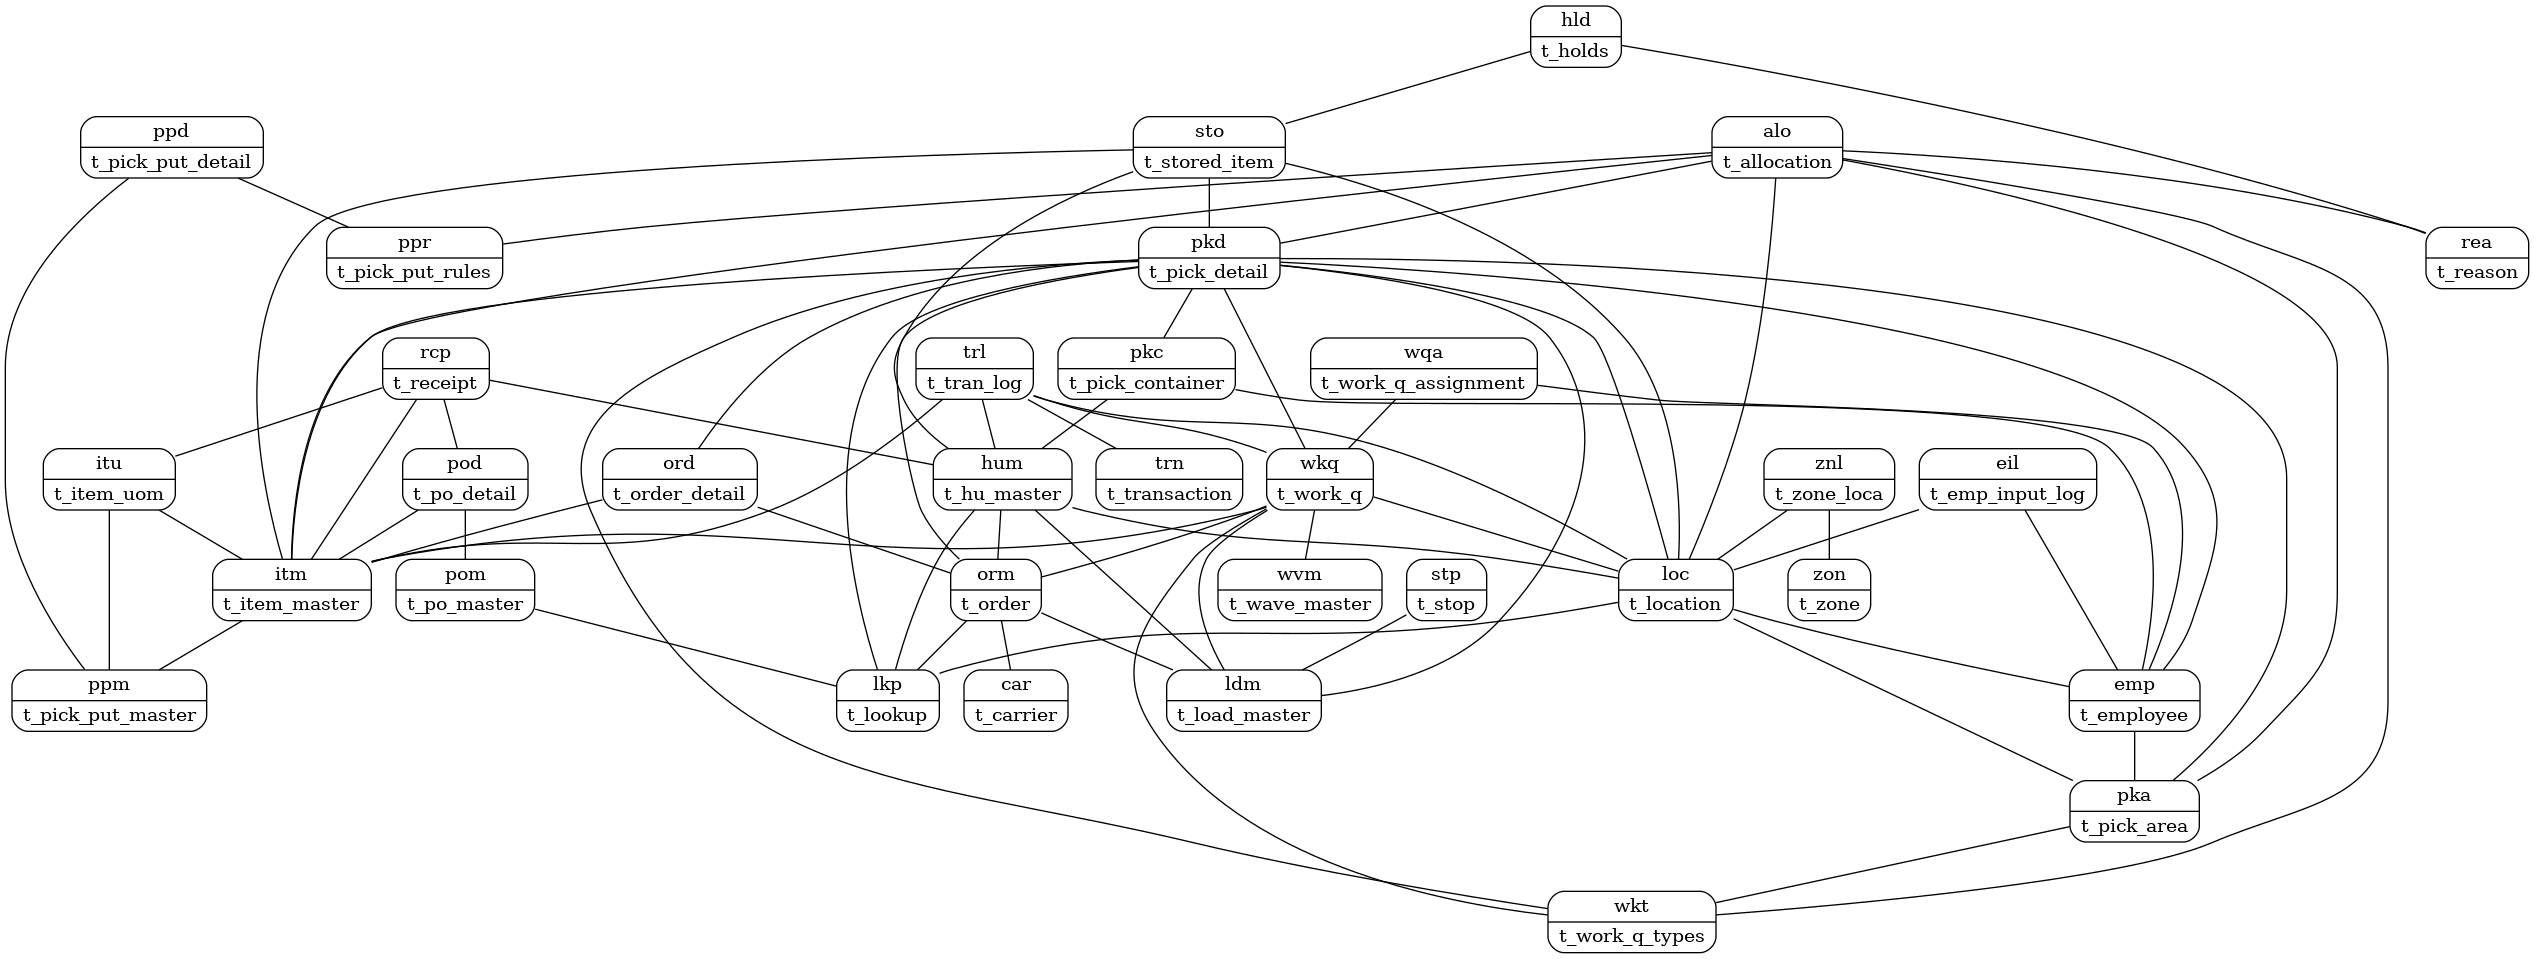 hld
t_holds
ppd
t_pick_put_detail
sto
t_stored_item
alo
t_allocation
ppr
t_pick_put_rules
pkd
t_pick_detail
rea
t_reason
rcp
t_receipt
trl
t_tran_log
pkc
t_pick_container
wqa
t_work_q_assignment
itu
t_item_uom
pod
t_po_detail
ord
t_order_detail
hum
t_hu_master
trn
t_transaction
wkq
t_work_q
znl
t_zone_loca
eil
t_emp_input_log
itm
t_item_master
pom
t_po_master
orm
t_order
wvm
t_wave_master
stp
t_stop
loc
t_location
zon
t_zone
ppm
t_pick_put_master
lkp
t_lookup
car
t_carrier
ldm
t_load_master
emp
t_employee
pka
t_pick_area
wkt
t_work_q_types